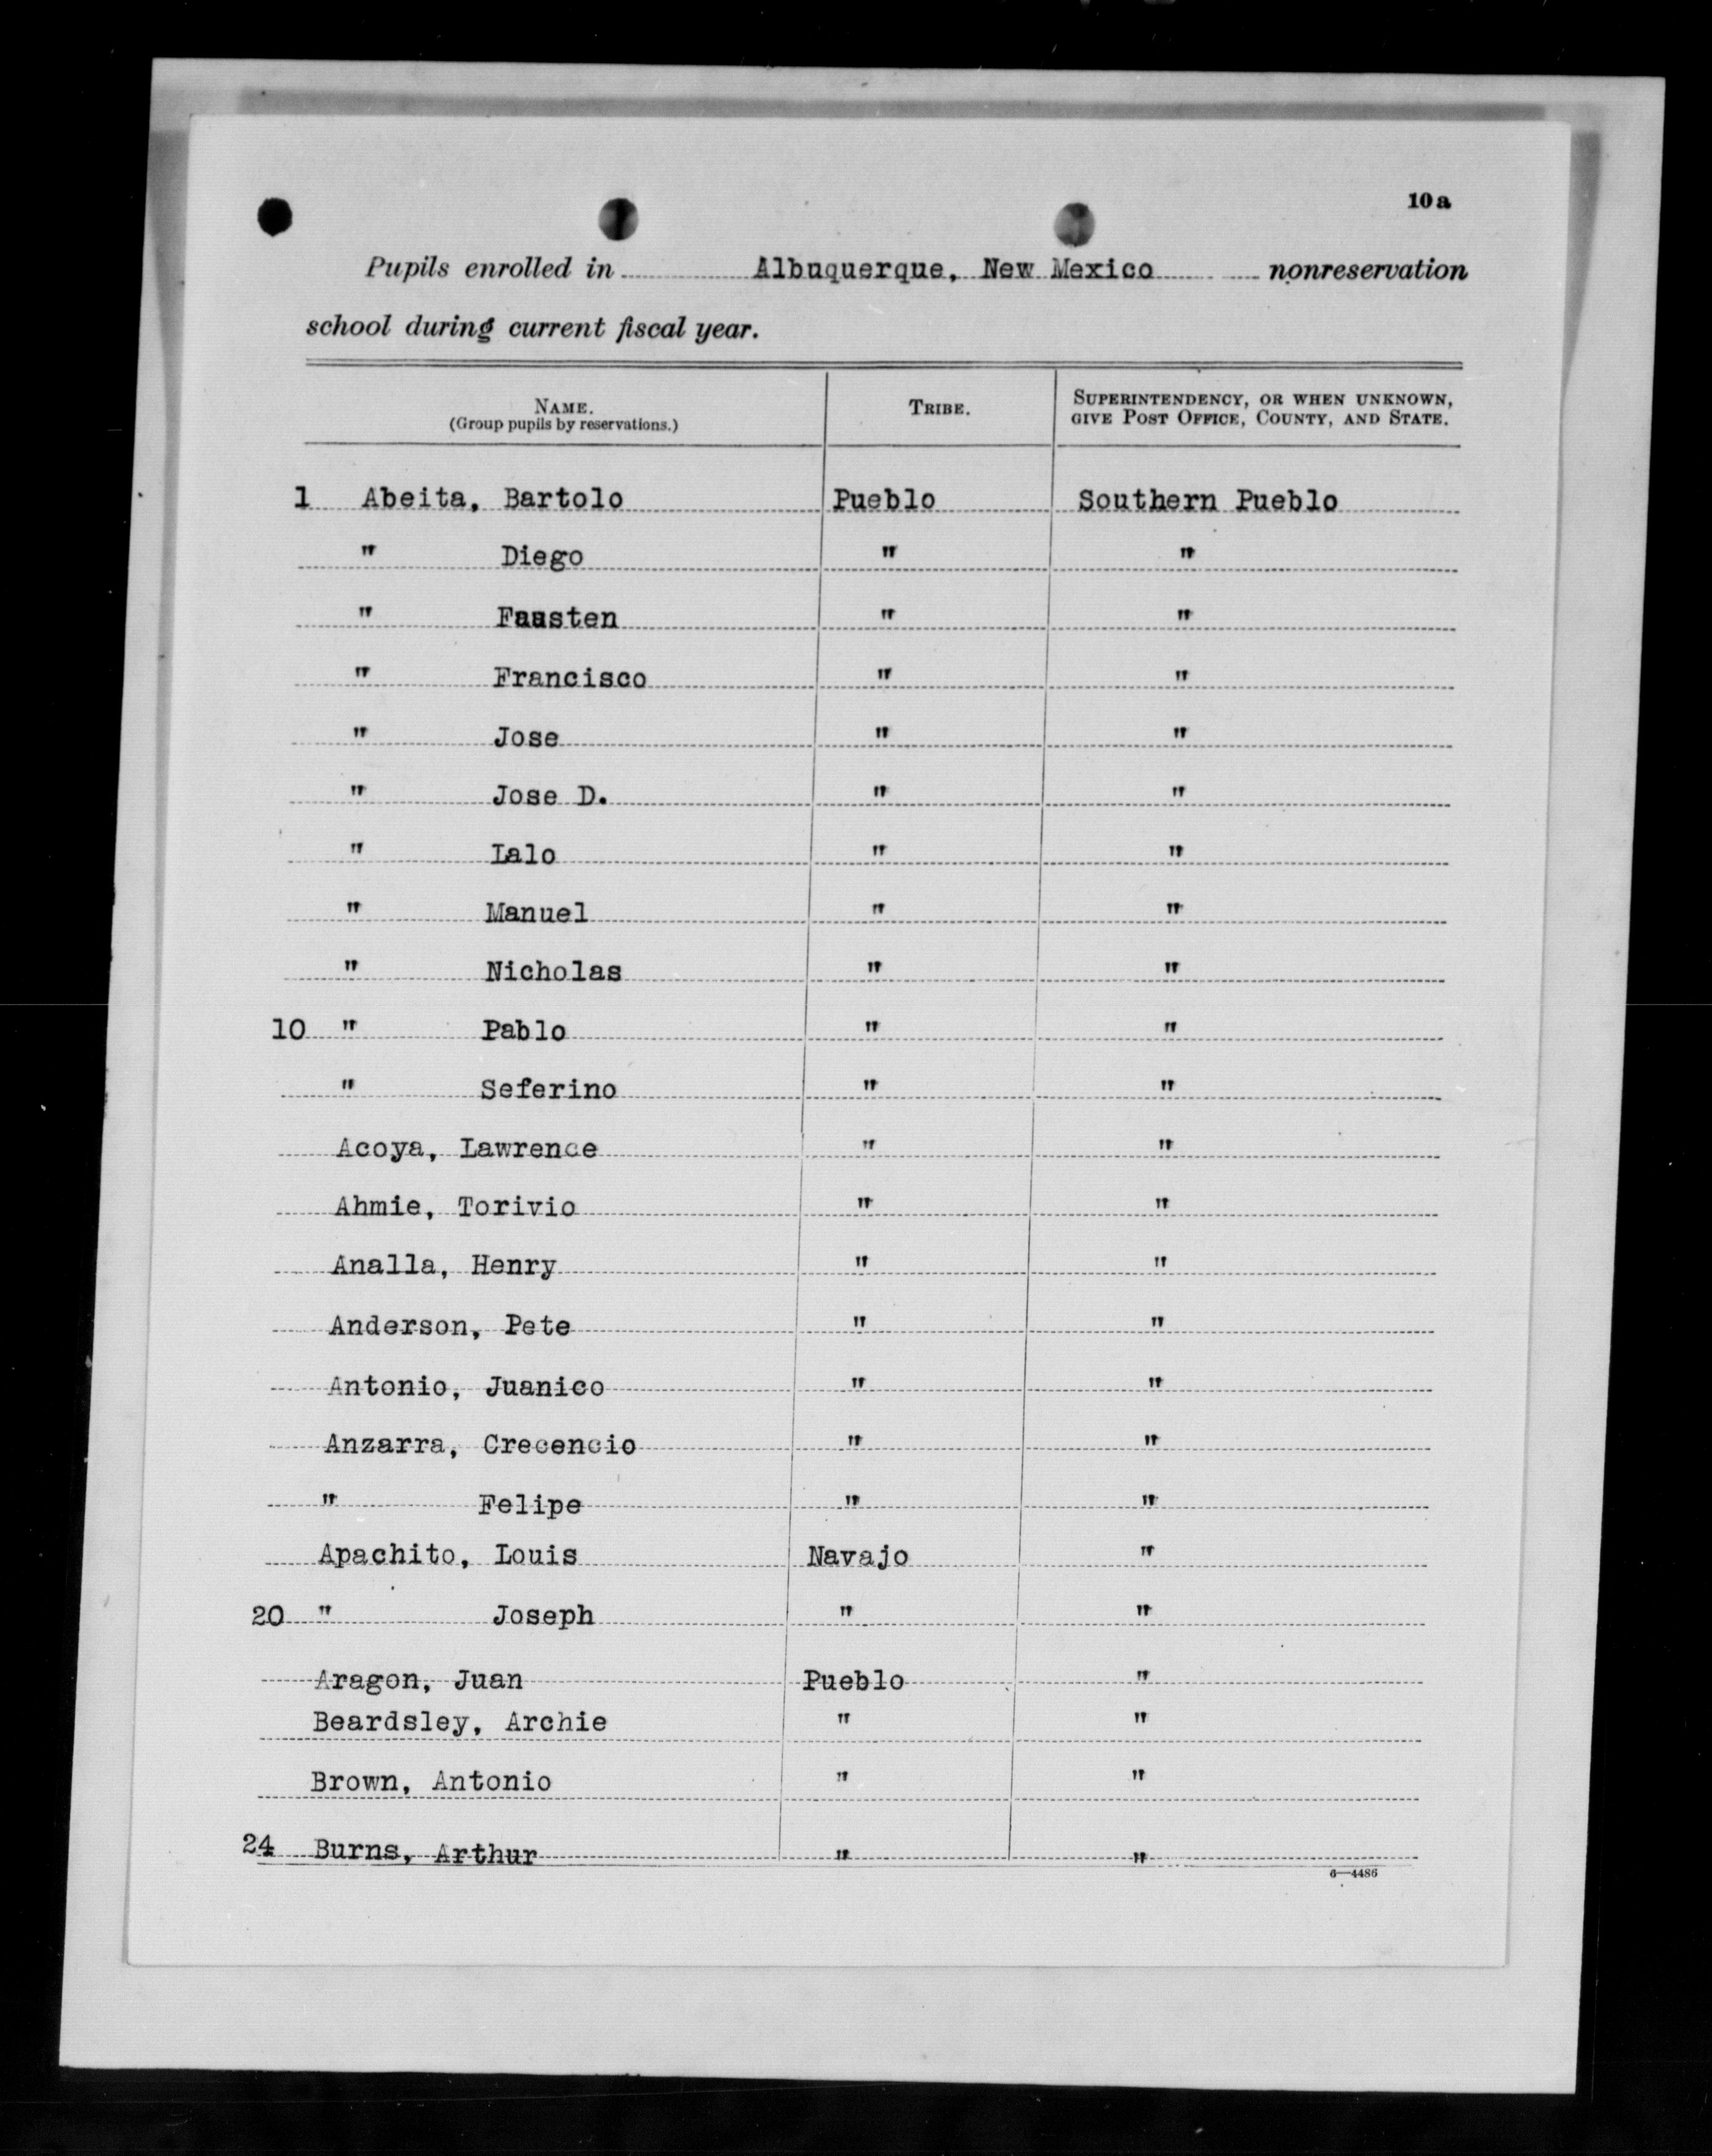 10 a
Pupils enrolled in Albuquerque, New Mexico nonreservation
school during current fiscal year.
NAME. (Group pupils by reservations.) TRIBE. SUPERINTENDENCY, OR WHEN UNKNOWN, GIVE POST OFFICE, COUNTY, AND STATE.
1 Abeita, Bartolo Pueblo Southern Pueblo
" Diego " "
" Fausten " "
" Francisco " "
" Jose " "
" Jose D. " "
" Lalo " "
" Manuel " "
" Nicholas " "
10 " Pablo " "
" Seferino " "
Acoya, Lawrence " "
Ahmie, Torivio " "
Analla, Henry " "
Anderson, Pete " "
Antonio, Juanico " "
Anzarra, Crecencio " "
" Felipe " "
Apachito, Louis Navajo "
20 " Joseph " "
Aragon, Juan Pueblo "
Beardsley, Archie " "
Brown, Antonio " "
24 Burns, Arthur " "
6—4486